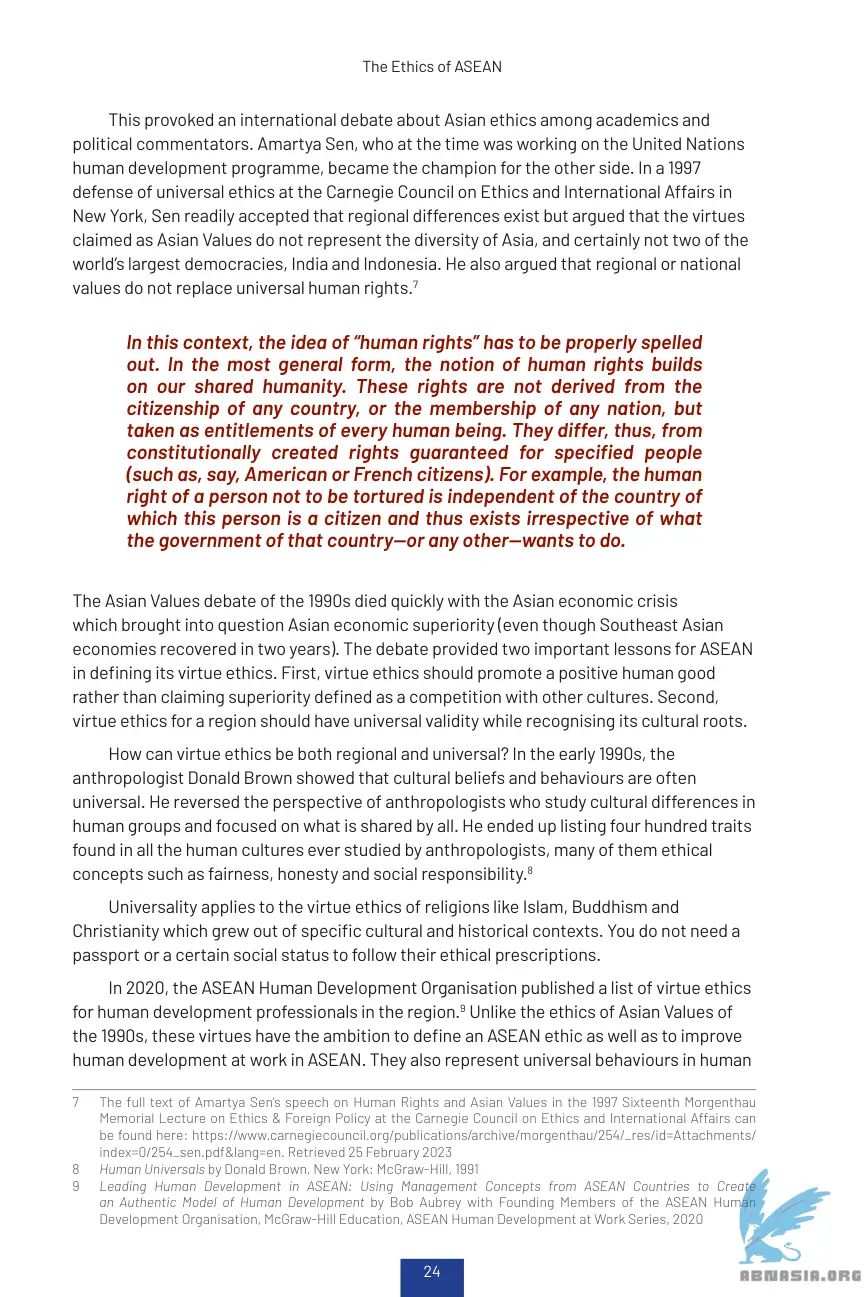 The Ethics of ASEAN
This provoked an international debate about Asian ethics among academics and
political commentators. Amartya Sen, who at the time was working on the United Nations
human development programme, became the champion for the other side. In a 1997
defense of universal ethics at the Carnegie Council on Ethics and International Affairs in
New York, Sen readily accepted that regional differences exist but argued that the virtues
claimed as Asian Values do not represent the diversity of Asia, and certainly not two of the
world's largest democracies, India and Indonesia. He also argued that regional or national
values do not replace universal human rights.7
In this context, the idea of "human rights" has to be properly spelled
out. In the most general form, the notion of human rights builds
on our shared humanity. These rights are not derived from the
citizenship of any country, or the membership of any nation, but
taken as entitlements of every human being. They differ, thus, from
constitutionally created rights guaranteed for specified people
(such as, say, American or French citizens). For example, the human
right of a person not to be tortured is independent of the country of
which this person is a citizen and thus exists irrespective of what
the government of that country—or any other—wants to do.
The Asian Values debate of the 1990s died quickly with the Asian economic crisis
which brought into question Asian economic superiority (even though Southeast Asian
economies recovered in two years). The debate provided two important lessons for ASEAN
in defining its virtue ethics. First, virtue ethics should promote a positive human good
rather than claiming superiority defined as a competition with other cultures. Second,
virtue ethics for a region should have universal validity while recognising its cultural roots.
How can virtue ethics be both regional and universal? In the early 1990s, the
anthropologist Donald Brown showed that cultural beliefs and behaviours are often
universal. He reversed the perspective of anthropologists who study cultural differences in
human groups and focused on what is shared by all. He ended up listing four hundred traits
found in all the human cultures ever studied by anthropologists, many of them ethical
concepts such as fairness, honesty and social responsibility.8
Universality applies to the virtue ethics of religions like Islam, Buddhism and
Christianity which grew out of specific cultural and historical contexts. You do not need a
passport or a certain social status to follow their ethical prescriptions.
In 2020, the ASEAN Human Development Organisation published a list of virtue ethics
for human development professionals in the region.9 Unlike the ethics of Asian Values of
the 1990s, these virtues have the ambition to define an ASEAN ethic as well as to improve
human development at work in ASEAN. They also represent universal behaviours in human
7 The full text of Amartya Sen's speech on Human Rights and Asian Values in the 1997 Sixteenth Morgenthau
Memorial Lecture on Ethics & Foreign Policy at the Carnegie Council on Ethics and International Affairs can
be found here: https://www.carnegiecouncil.org/publications/archive/morgenthau/254/_res/id=Attachments/
index=0/254_sen.pdf&lang=en. Retrieved 25 February 2023
8 Human Universals by Donald Brown, New York: McGraw-Hill, 1991
9 Leading Human Development in ASEAN: Using Management Concepts from ASEAN Countries to Create
an Authentic Model of Human Development by Bob Aubrey with Founding Members of the ASEAN Human
Development Organisation, McGraw-Hill Education, ASEAN Human Development at Work Series, 2020
24
ABNASIA.ORG